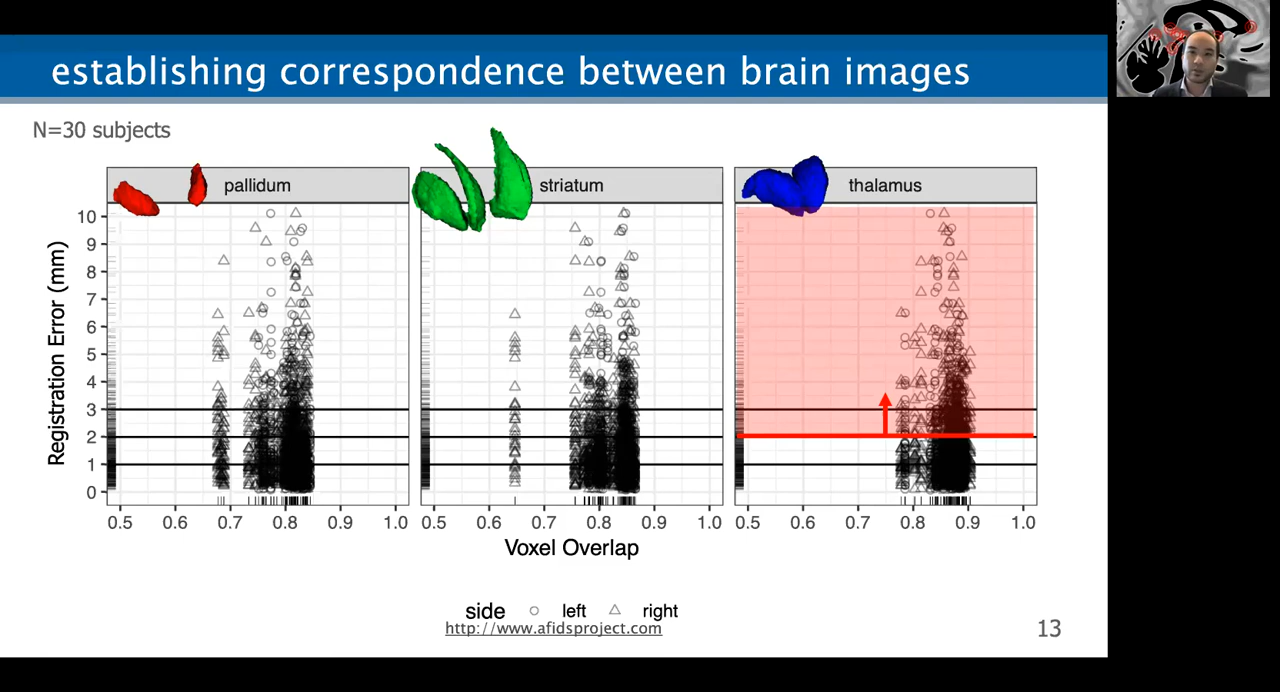 establishing correspondence between brain images
N=30 subjects
pallidum
striatum
thalamus
Registration Error (mm)
10
9
8
7
6
5
4
3
2
1
0
0.5 0.6 0.7 0.8 0.9 1.0
0.5 0.6 0.7 0.8 0.9 1.0
0.5 0.6 0.7 0.8 0.9 1.0
Voxel Overlap
side left right
http://www.afidsproject.com
13